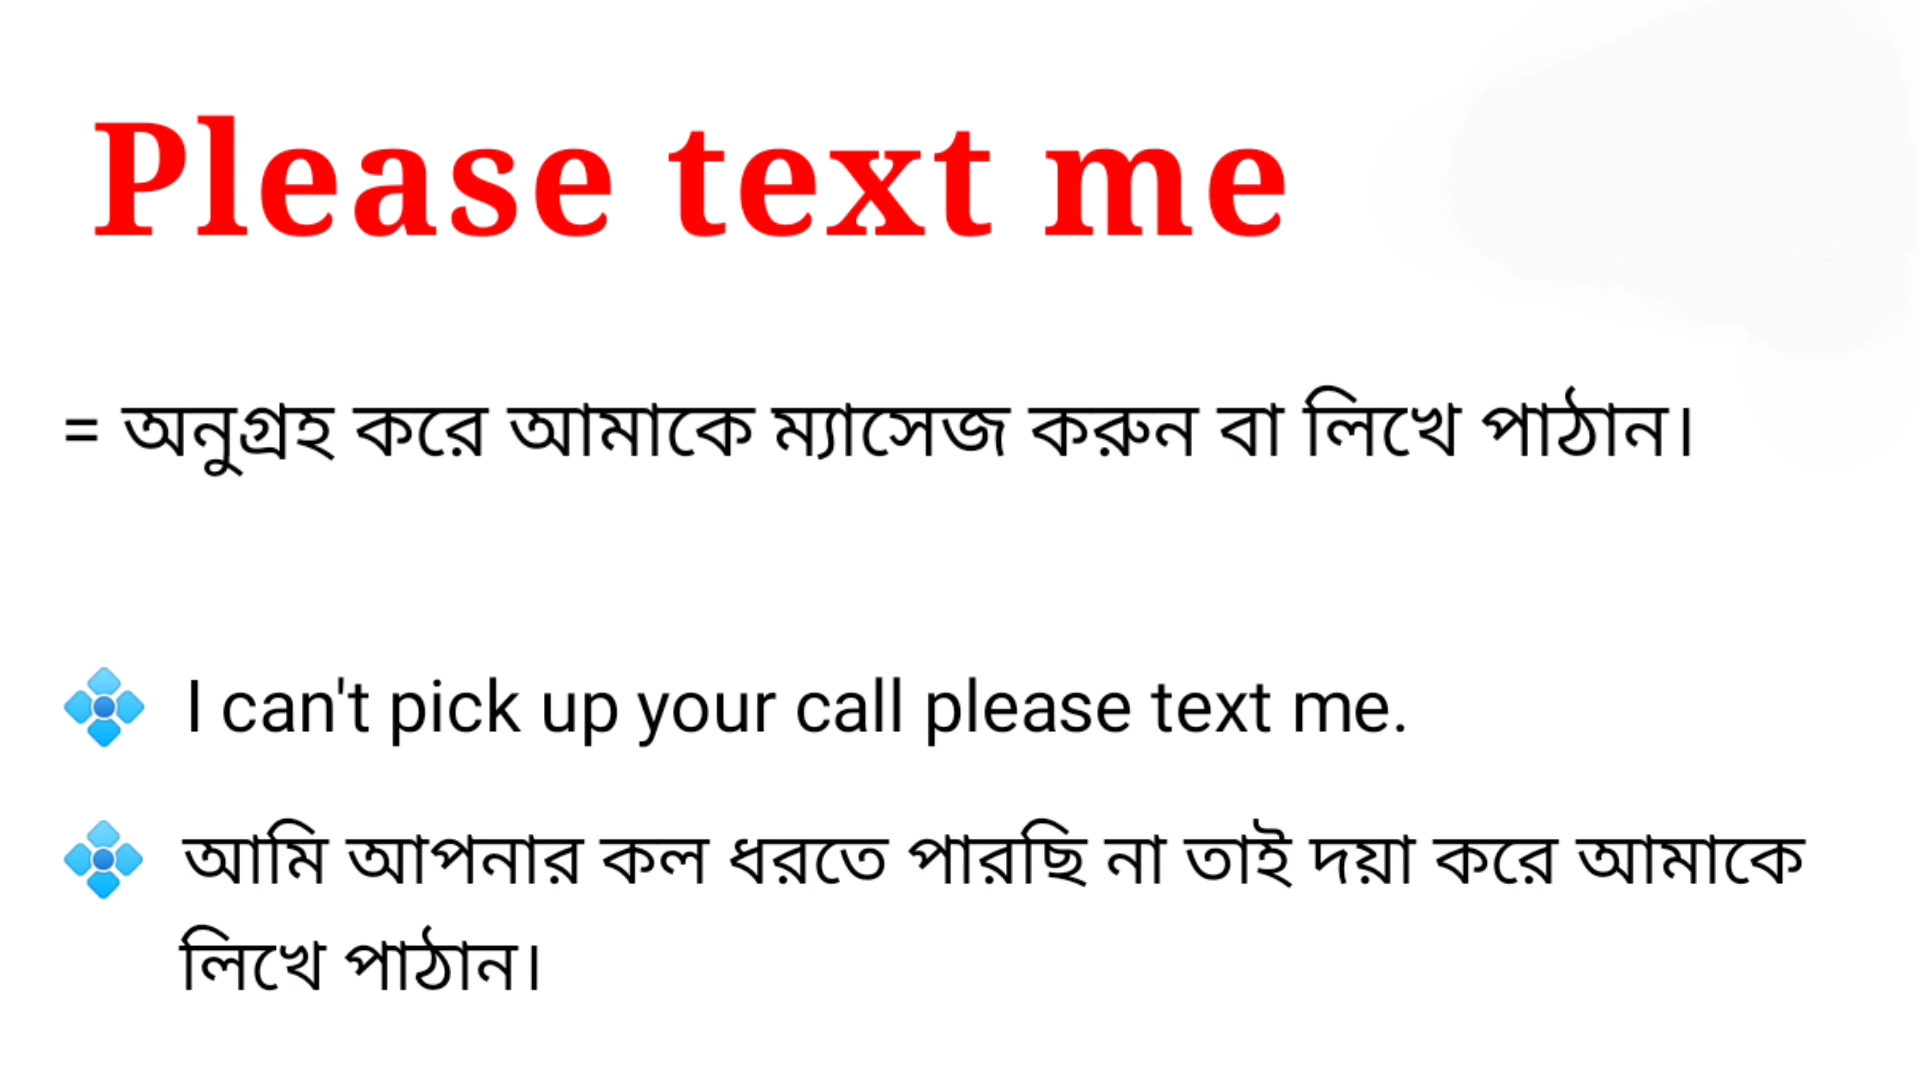 Please text me
= অনুগ্রহ করে আমাকে ম্যাসেজ করুন বা লিখে পাঠান।
I can't pick up your call please text me.
আমি আপনার কল ধরতে পারছি না তাই দয়া করে আমাকে
লিখে পাঠান।